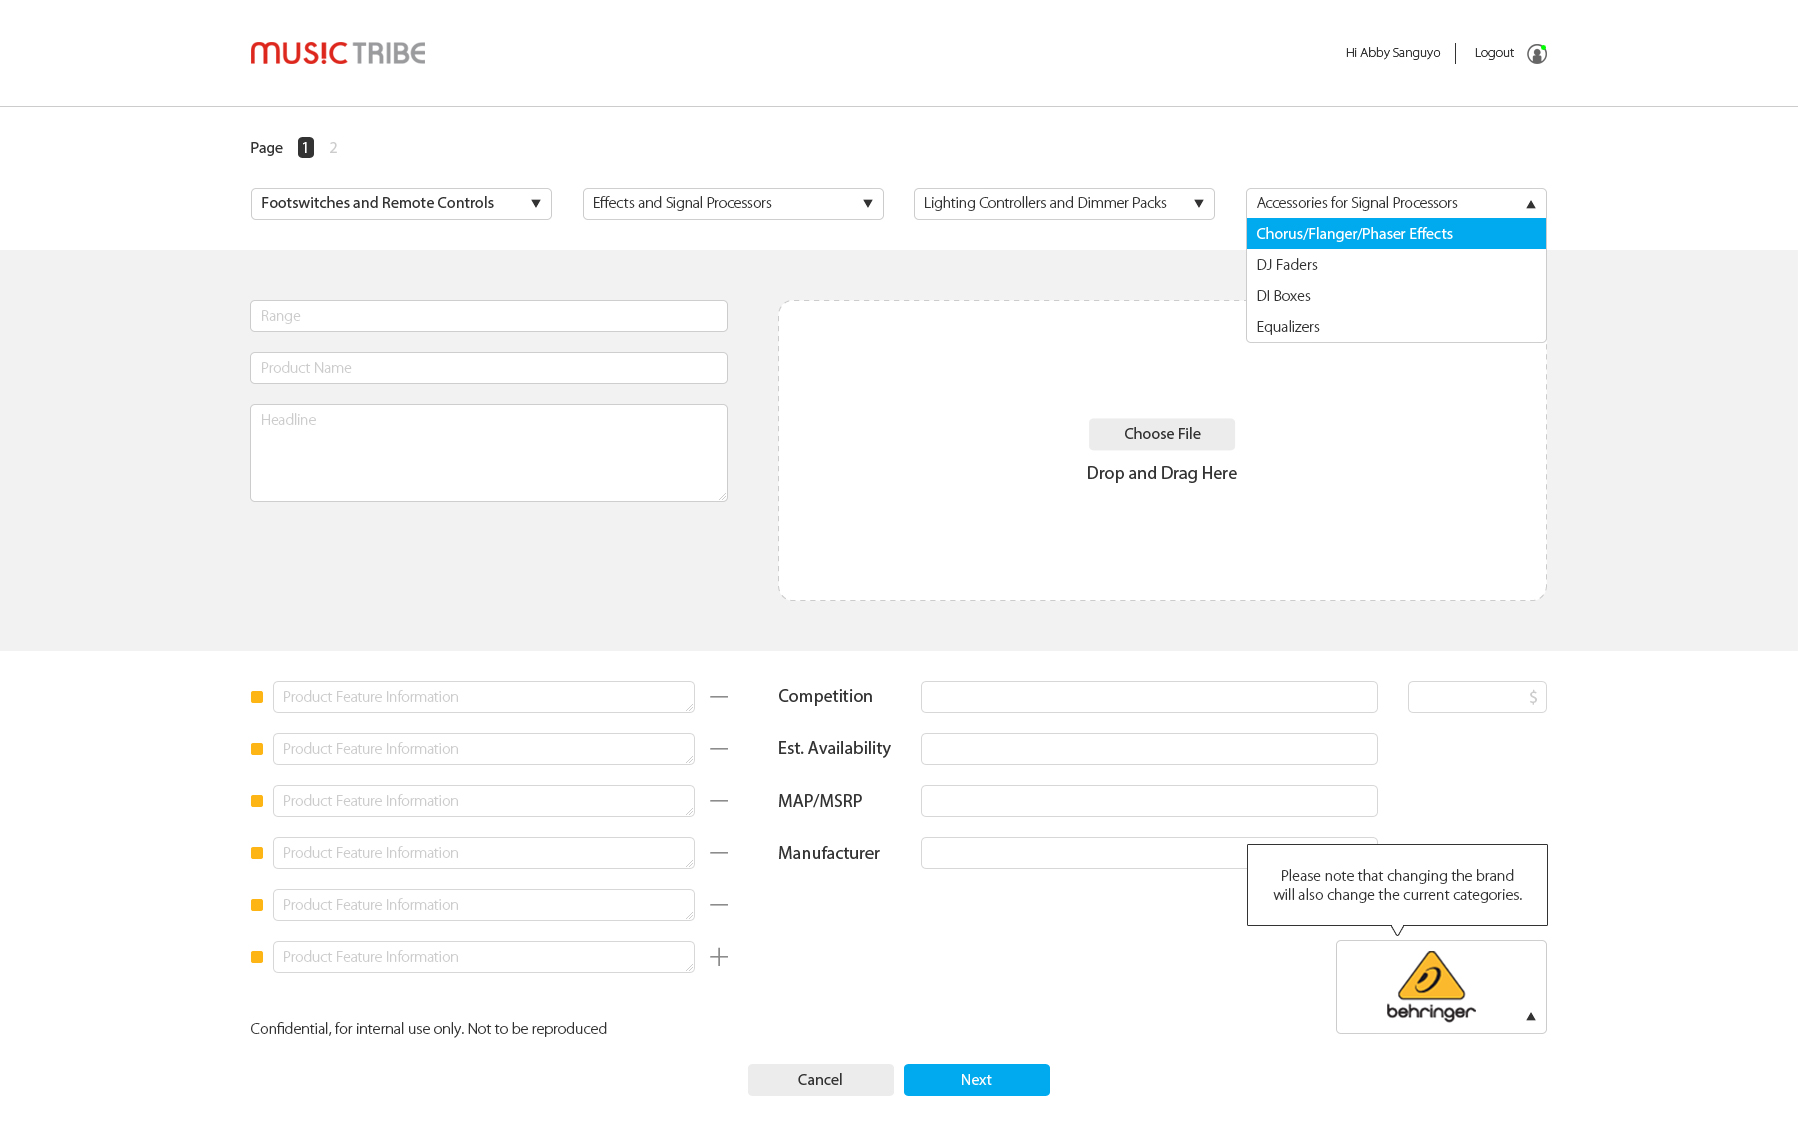 MUSIC TRIBE
Hi Abby Sanguyo
Logout
Page 1 2
Footswitches and Remote Controls
Effects and Signal Processors
Lighting Controllers and Dimmer Packs
Accessories for Signal Processors
Chorus/Flanger/Phaser Effects
DJ Faders
DI Boxes
Equalizers
Range
Product Name
Headline
Choose File
Drop and Drag Here
Product Feature Information
Product Feature Information
Product Feature Information
Product Feature Information
Product Feature Information
Product Feature Information
Competition
$
Est. Availability
MAP/MSRP
Manufacturer
Please note that changing the brand
will also change the current categories.
behringer
Confidential, for internal use only. Not to be reproduced
Cancel
Next